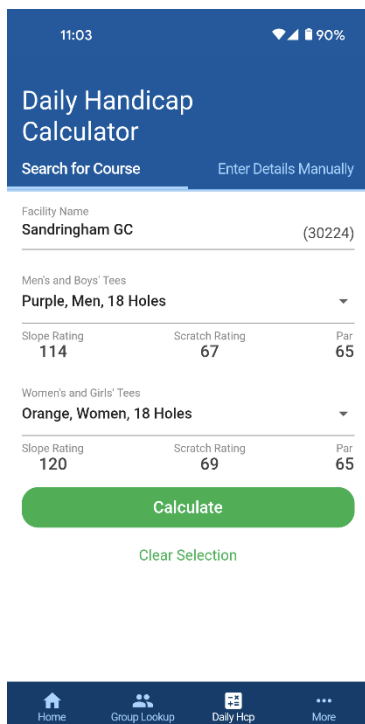 11:03 90%
Daily Handicap
Calculator
Search for Course Enter Details Manually
Facility Name
Sandringham GC (30224)
Men's and Boys' Tees
Purple, Men, 18 Holes
Slope Rating Scratch Rating Par
114 67 65
Women's and Girls' Tees
Orange, Women, 18 Holes
Slope Rating Scratch Rating Par
120 69 65
Calculate
Clear Selection
Home Group Lookup Daily Hcp More